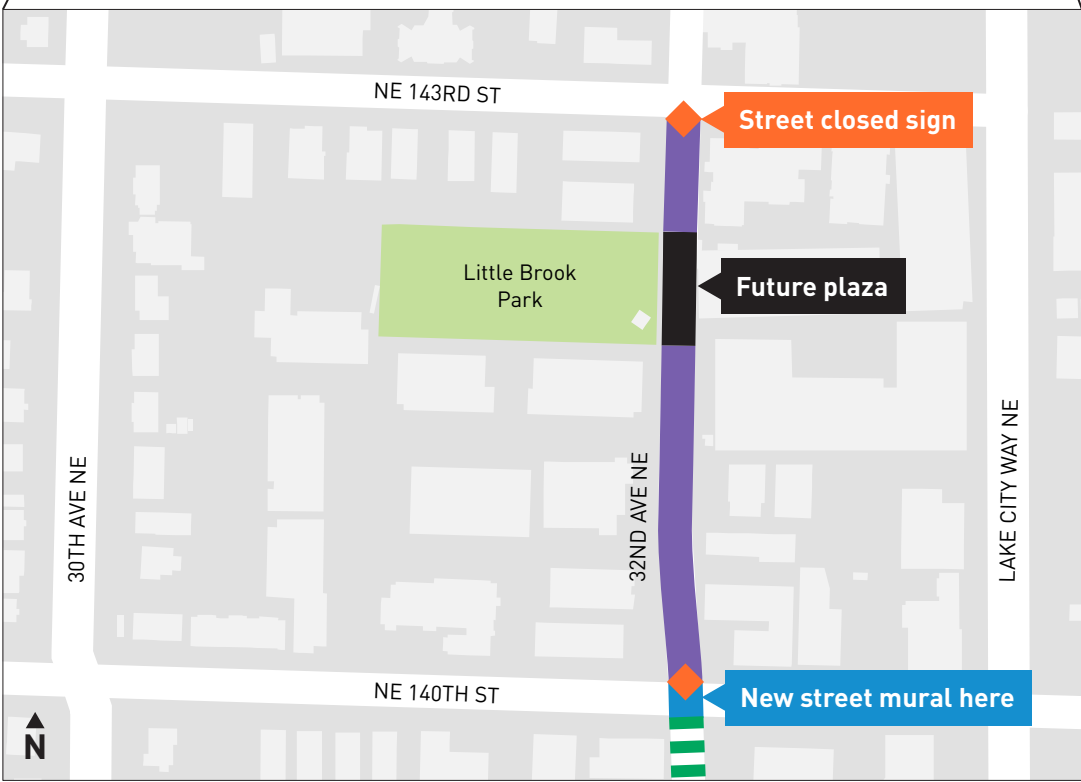 NE 143RD ST
Street closed sign
Little Brook
Park
Future plaza
30TH AVE NE
32ND AVE NE
LAKE CITY WAY NE
NE 140TH ST
New street mural here
N